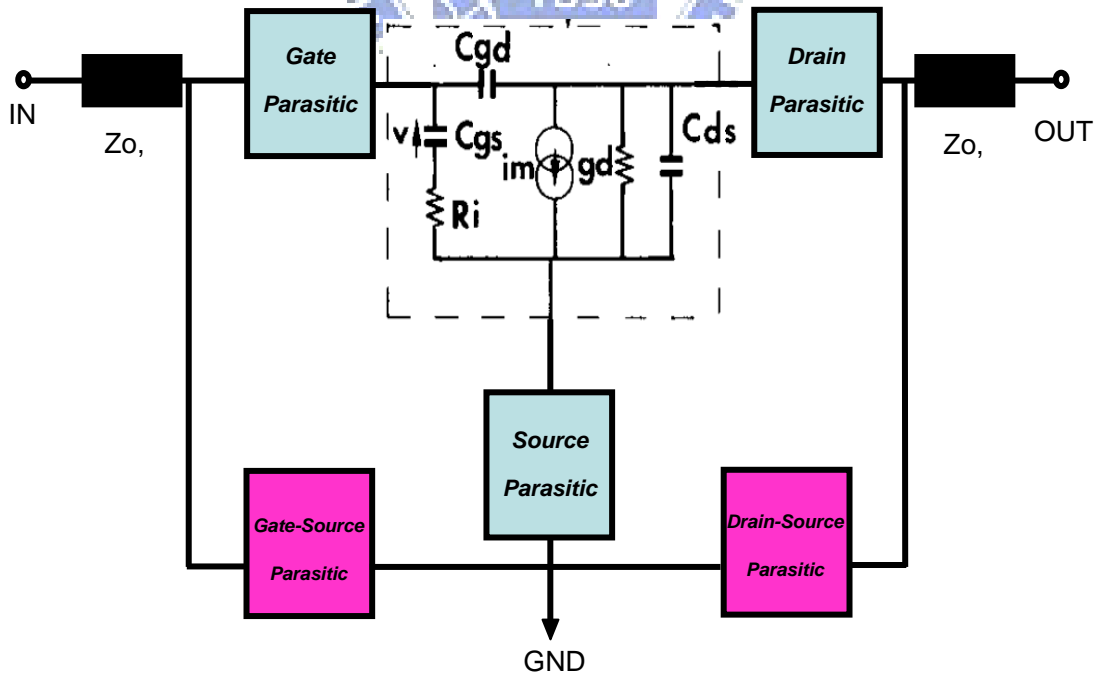 Gate
Parasitic
Cgd
Drain
Parasitic
IN
OUT
Zo,
Zo,
v
Cgs
Ri
im
gd
Cds
Source
Parasitic
Gate-Source
Parasitic
Drain-Source
Parasitic
GND